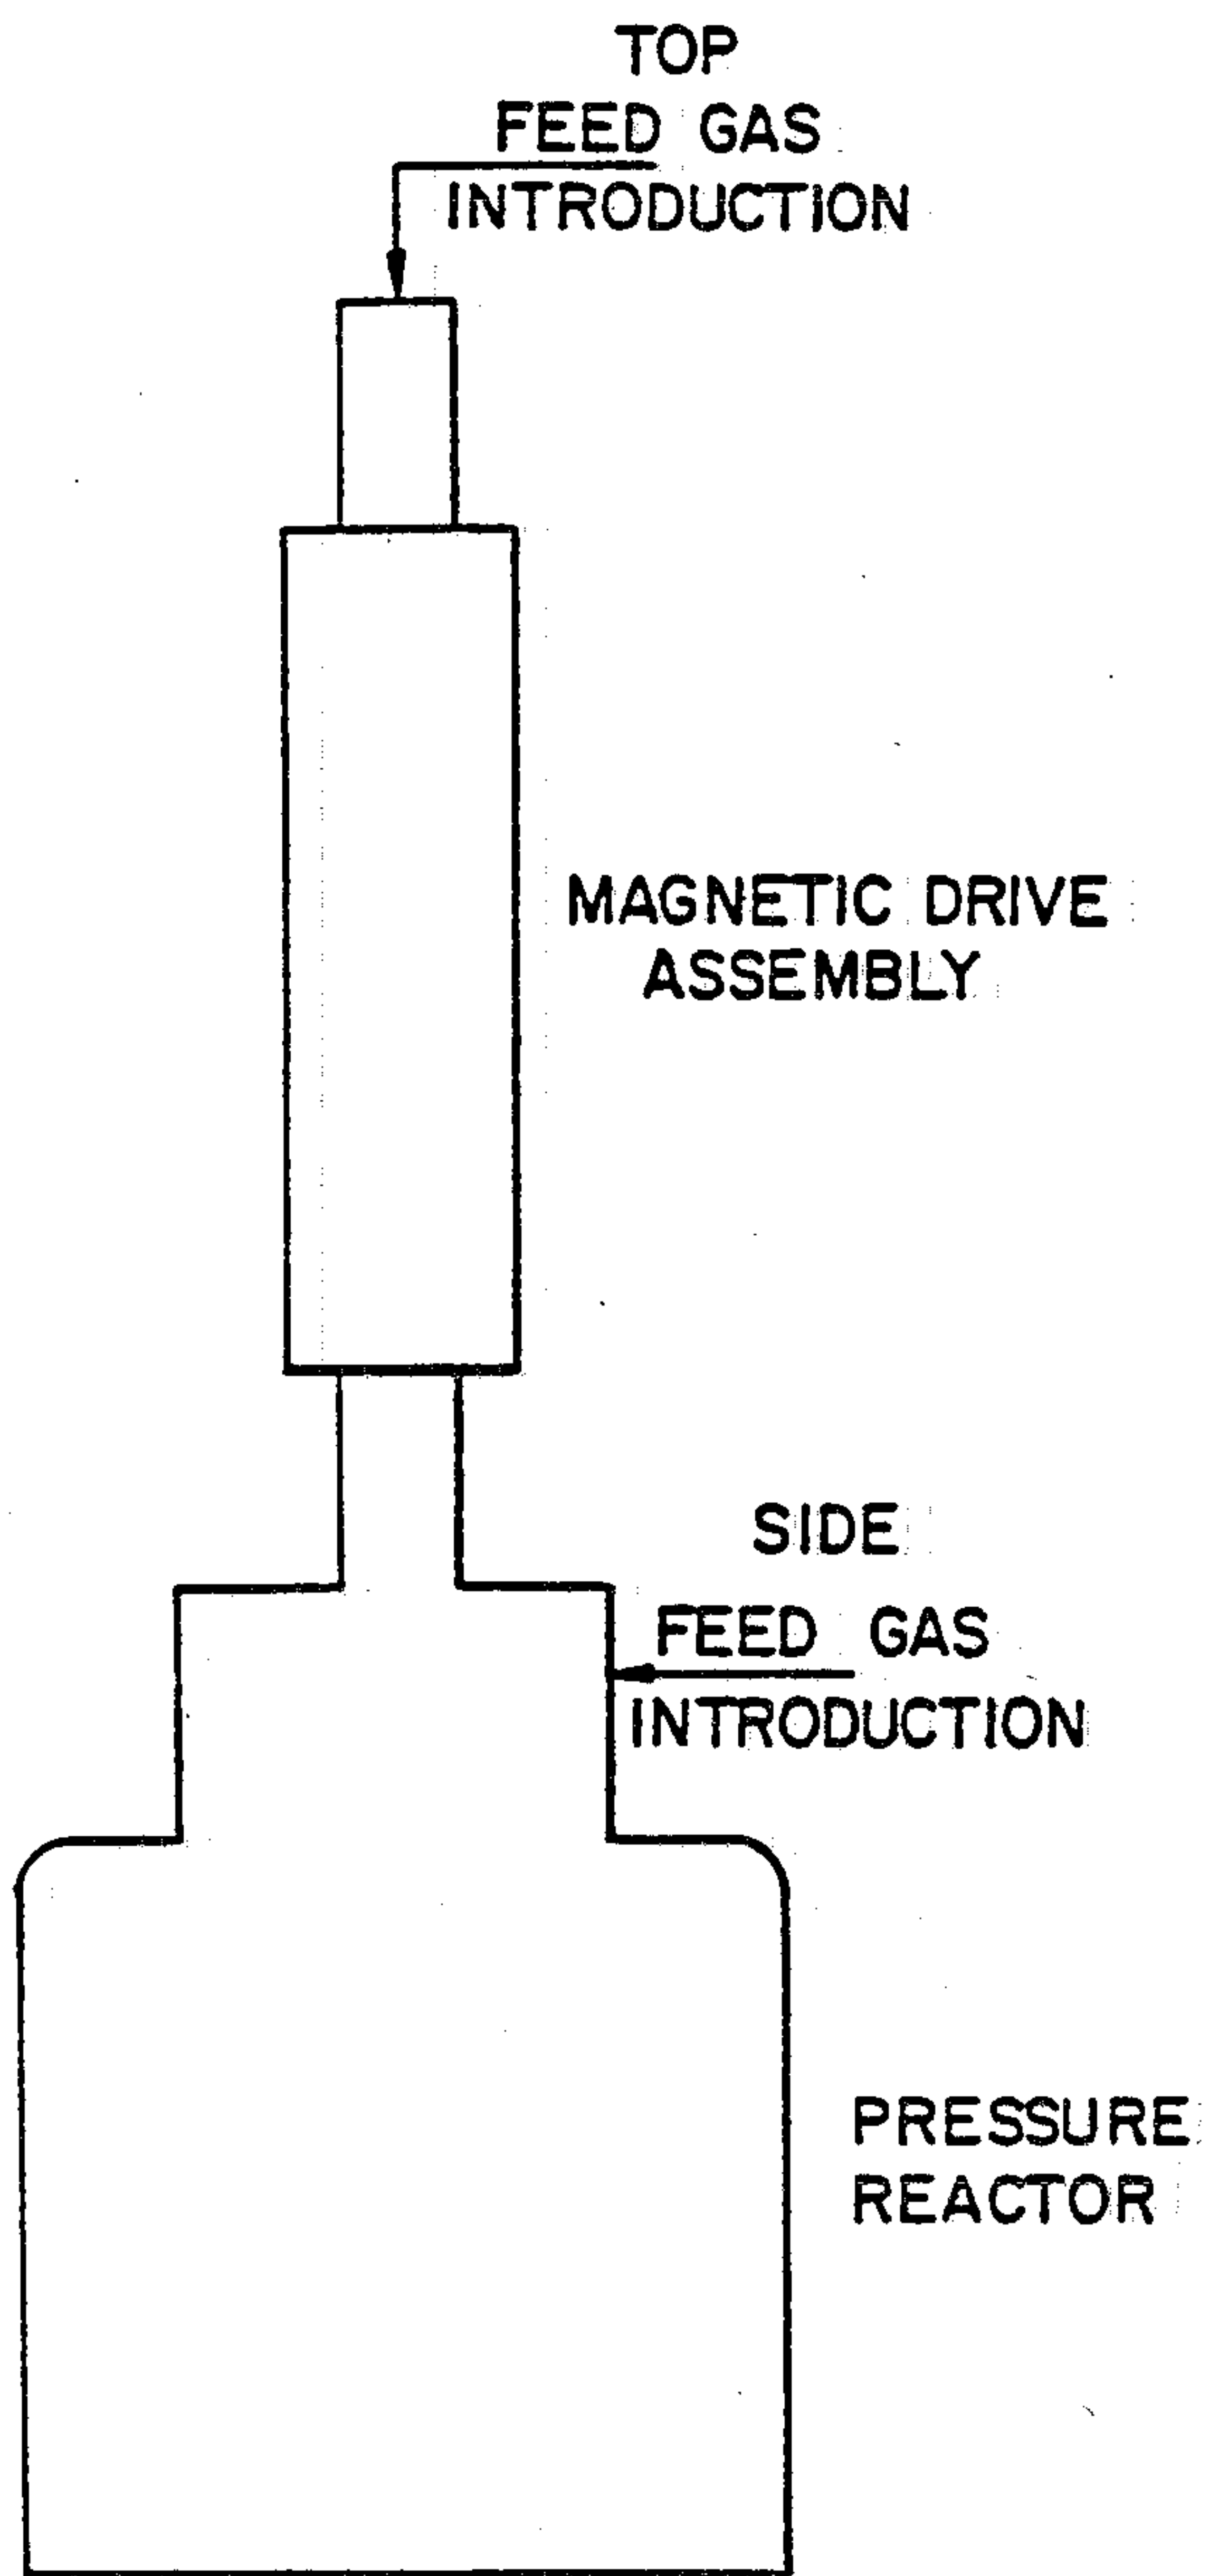 TOP
FEED GAS
INTRODUCTION
MAGNETIC DRIVE
ASSEMBLY
SIDE
FEED GAS
INTRODUCTION
PRESSURE
REACTOR